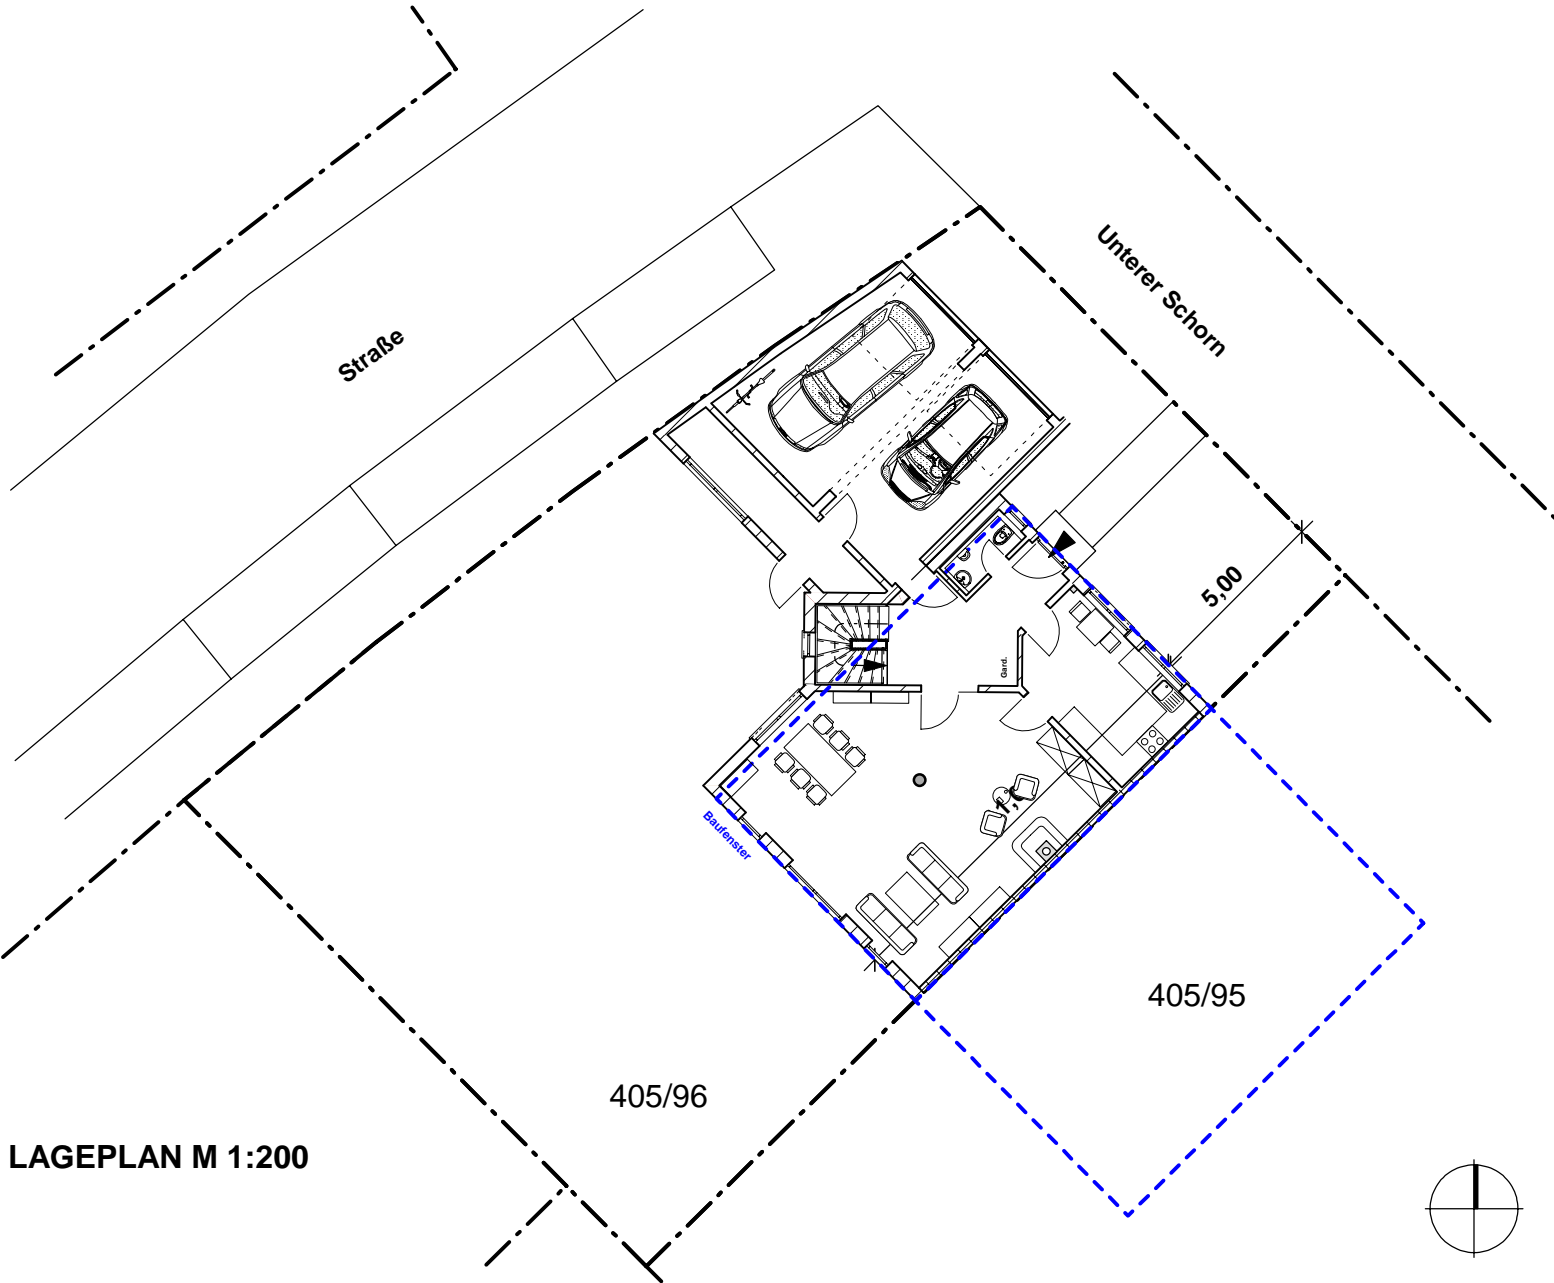 Unterer Schorn
Straße
5,00
Gard.
Baufenster
405/95
405/96
LAGEPLAN M 1:200